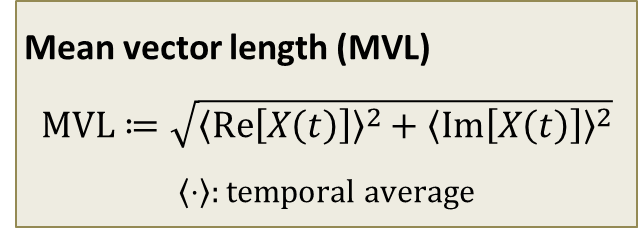 Mean vector length (MVL)
MVL ≔ √⟨Re[X(t)]⟩² + ⟨Im[X(t)]⟩²
⟨·⟩: temporal average